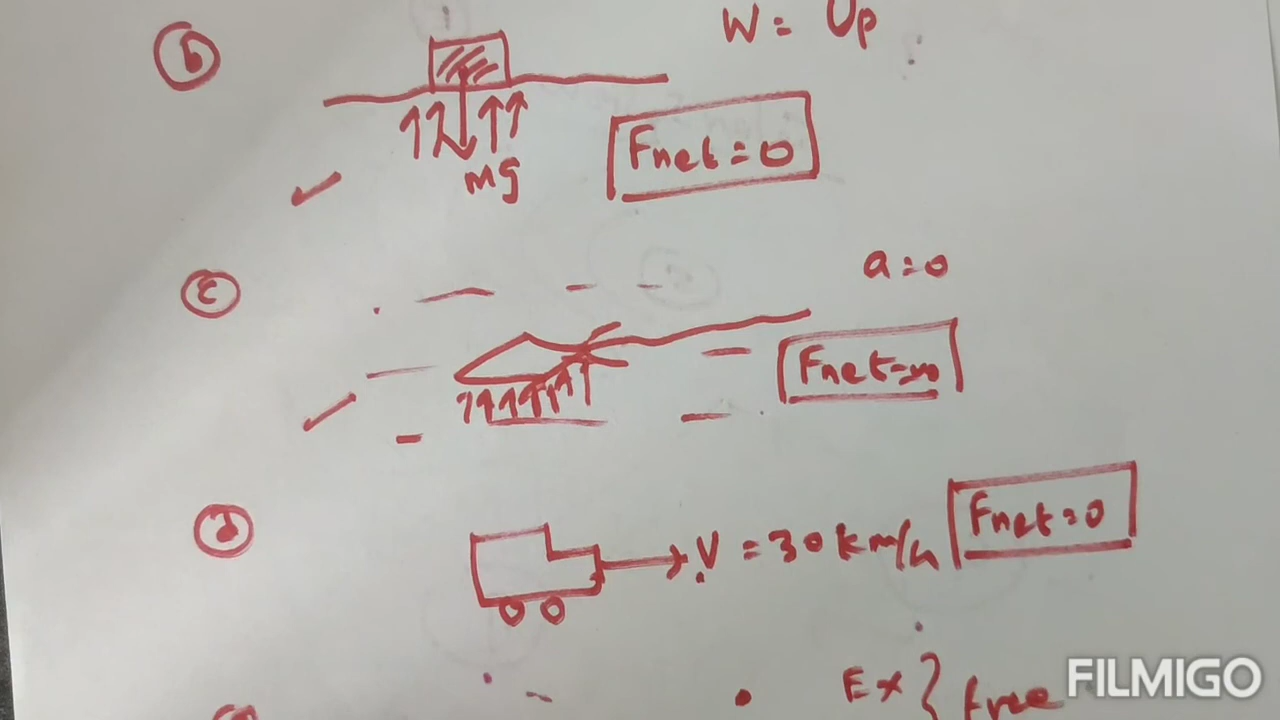 (b) W = Up
mg
Fnet = 0
(c) a = 0
Fnet = 0
(d) V = 30 km/h
Fnet = 0
Ex } free
FILMIGO